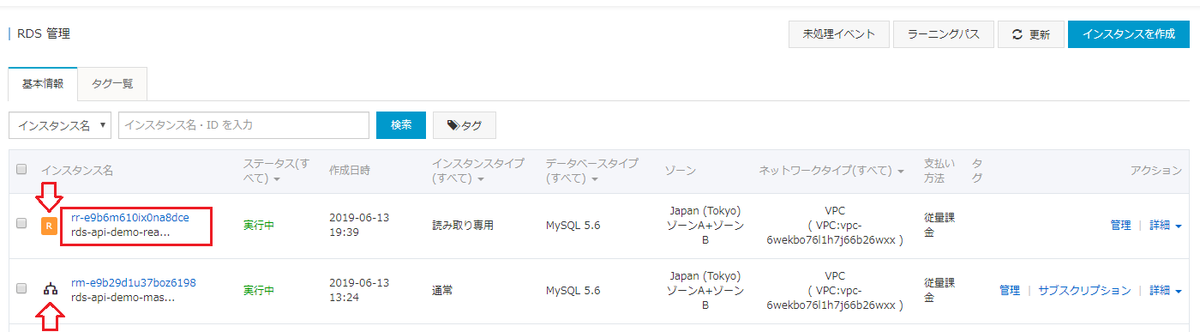 RDS 管理
未処理イベント
ラーニングパス
更新
インスタンスを作成
基本情報
タグ一覧
インスタンス名
インスタンス名・ID を入力
検索
タグ
インスタンス名
ステータス(すべて)
作成日時
インスタンスタイプ(すべて)
データベースタイプ(すべて)
ゾーン
ネットワークタイプ(すべて)
支払い方法
タグ
アクション
R
rr-e9b6m610ix0na8dce
rds-api-demo-rea...
実行中
2019-06-13
19:39
読み取り専用
MySQL 5.6
Japan (Tokyo)
ゾーンA+ゾーン
B
VPC
( VPC:vpc-
6wekbo76l1h7j66b26wxx )
従量課
金
管理 | 詳細
rm-e9b29d1u37boz6198
rds-api-demo-mas...
実行中
2019-06-13
13:24
通常
MySQL 5.6
Japan (Tokyo)
ゾーンA+ゾーン
B
VPC
( VPC:vpc-
6wekbo76l1h7j66b26wxx )
従量課
金
管理 | サブスクリプション | 詳細